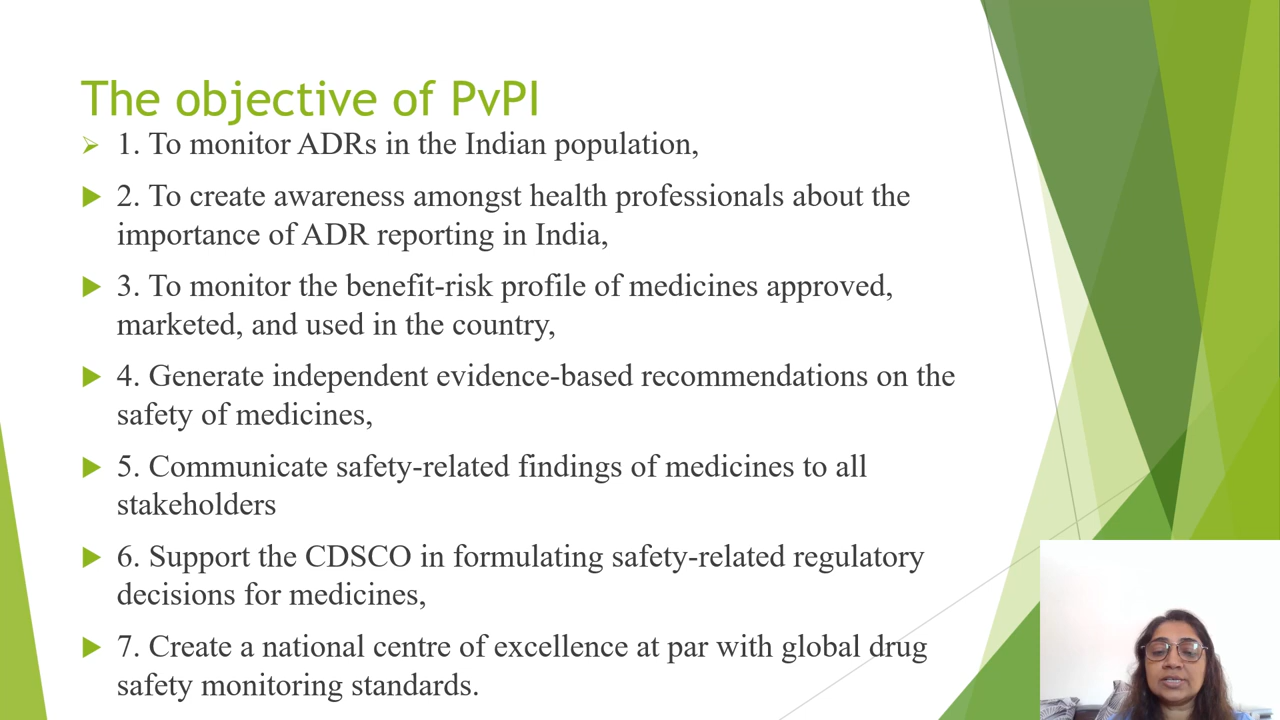 The objective of PvPI
1. To monitor ADRs in the Indian population,
2. To create awareness amongst health professionals about the
importance of ADR reporting in India,
3. To monitor the benefit-risk profile of medicines approved,
marketed, and used in the country,
4. Generate independent evidence-based recommendations on the
safety of medicines,
5. Communicate safety-related findings of medicines to all
stakeholders
6. Support the CDSCO in formulating safety-related regulatory
decisions for medicines,
7. Create a national centre of excellence at par with global drug
safety monitoring standards.